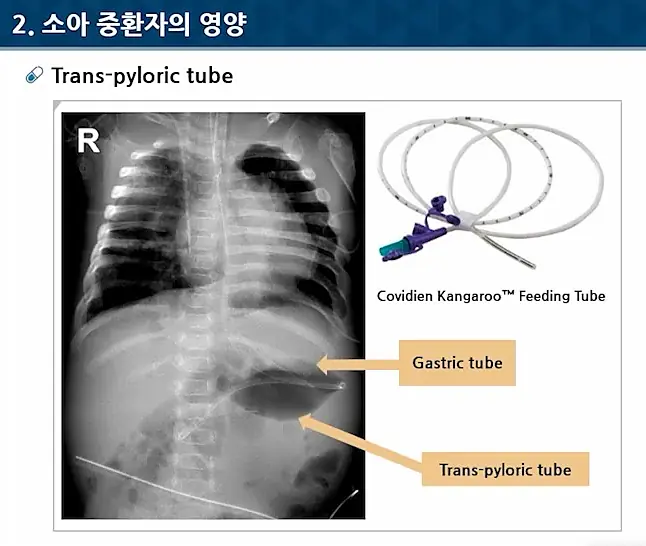 2. 소아 중환자의 영양
Trans-pyloric tube
R
Covidien Kangaroo™ Feeding Tube
Gastric tube
Trans-pyloric tube